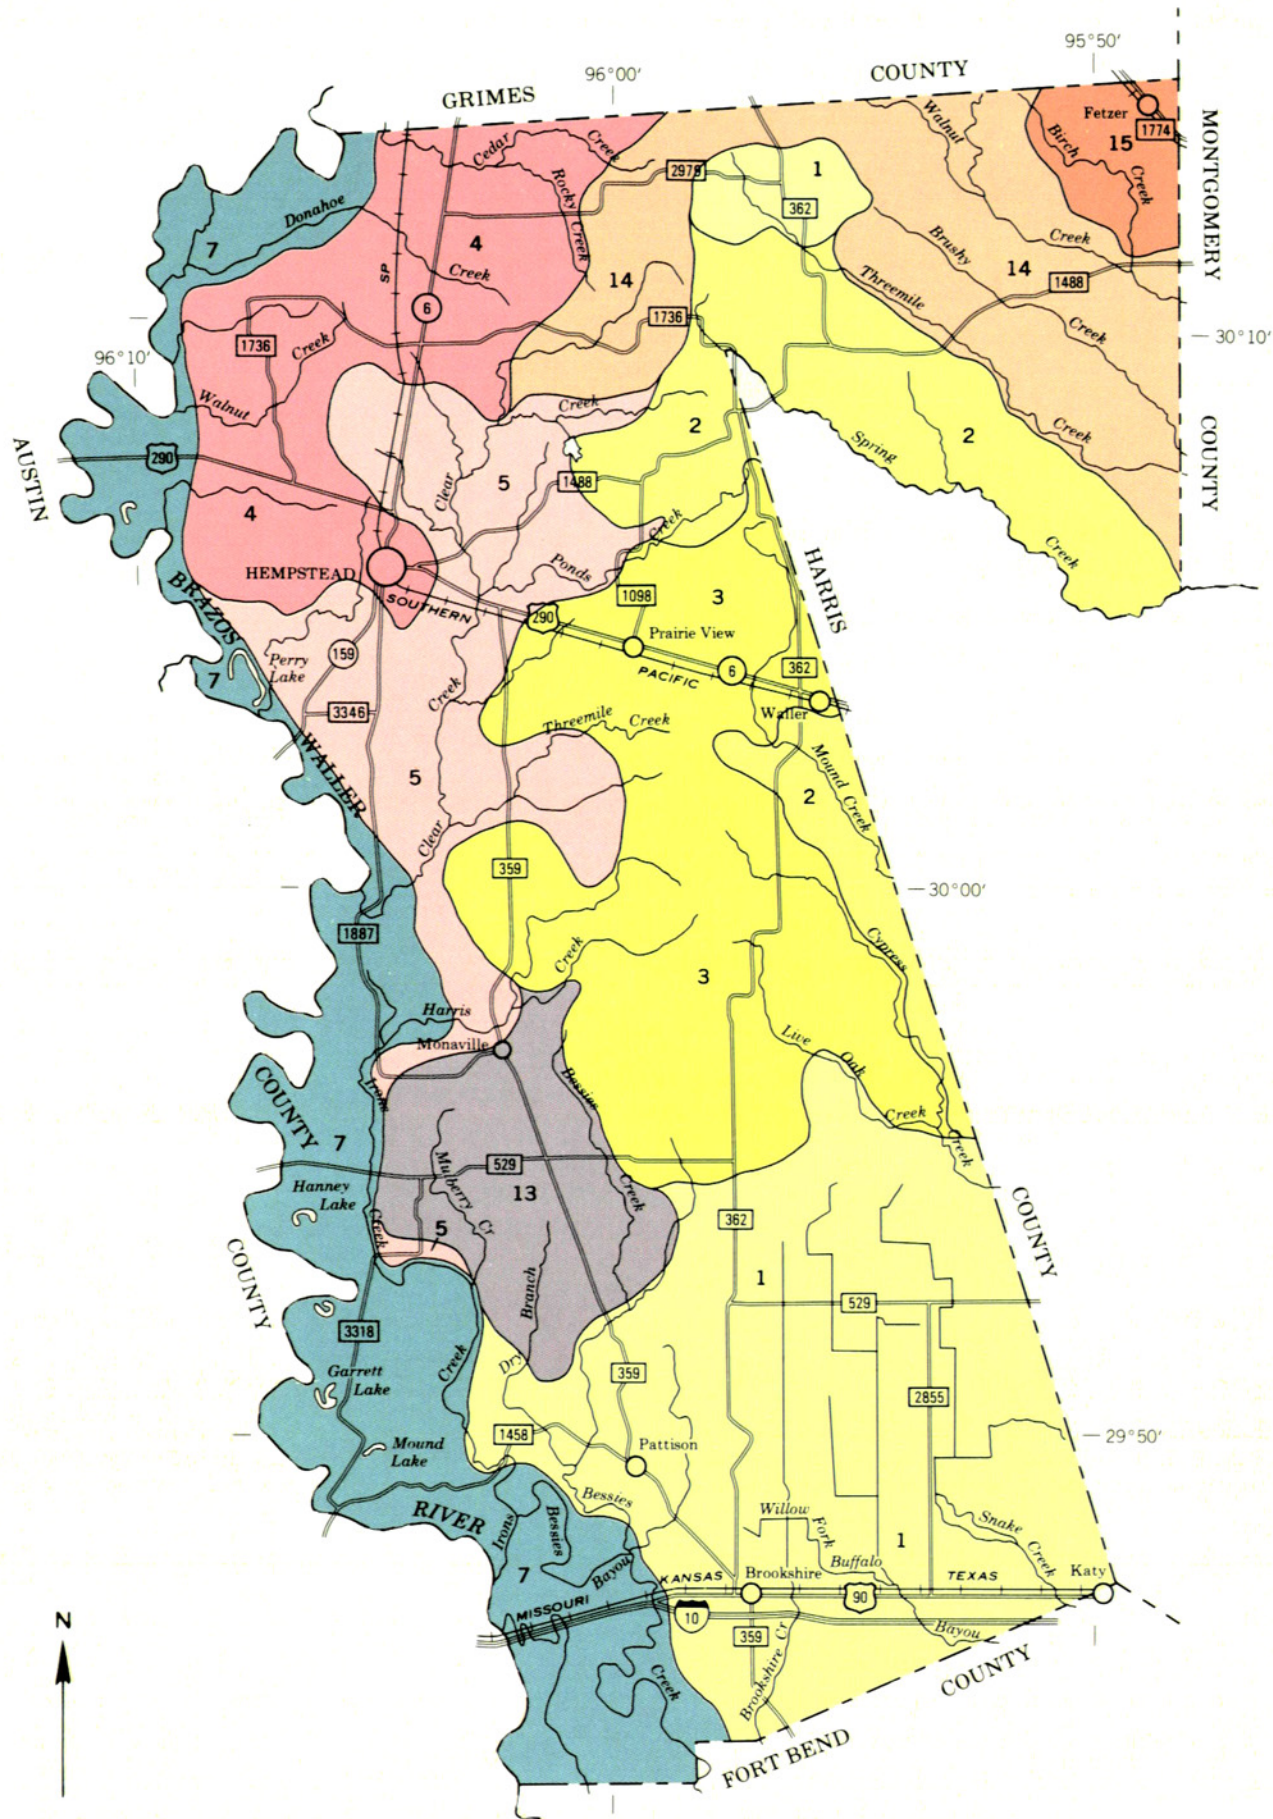 95°50'
COUNTY
96°00'
GRIMES
Fetzer
1774
15
Birch
Creek
MONTGOMERY
Walnut
Creek
Cedar
Creek
Rocky Creek
2979
1
362
Donahoe
Creek
7
4
SP
6
14
Brushy
Creek
14
1488
Threemile
Creek
1736
1736
Creek
Walnut
96°10'
30°10'
COUNTY
AUSTIN
290
Creek
2
Spring
Creek
2
5
1488
Clear
4
Creek
Ponds
HEMPSTEAD
SOUTHERN
PACIFIC
HARRIS
BRAZOS
290
1098
3
Prairie View
6
362
Waller
159
Perry
Lake
7
3346
Creek
Threemile Creek
WALLER
5
Clear
Mound Creek
2
359
30°00'
1887
Creek
Cypress
3
Harris
Monaville
Live Oak
Creek
Creek
Irons
Creek
Bessies
Creek
COUNTY
7
529
13
Mulberry Cr
Hanney
Lake
5
362
COUNTY
1
COUNTY
529
Branch
Dry
3318
Creek
359
2855
Garrett
Lake
1458
29°50'
Mound
Lake
Pattison
Bessies
RIVER
Irons
Bessies
Willow
Fork
Snake
Creek
1
Buffalo
Bayou
7
Bayou
KANSAS
Brookshire
TEXAS
Katy
90
MISSOURI
10
359
Creek
Brookshire Cr
COUNTY
FORT BEND
N